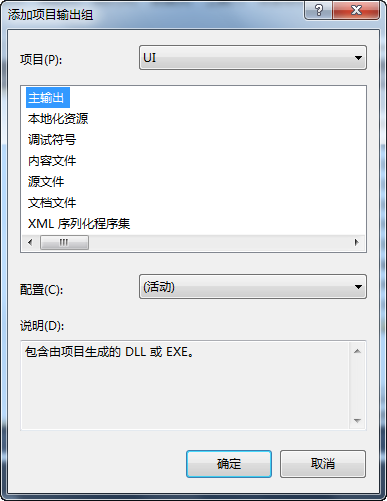 添加项目输出组
项目(P):
UI
主输出
本地化资源
调试符号
内容文件
源文件
文档文件
XML 序列化程序集
配置(C):
(活动)
说明(D):
包含由项目生成的 DLL 或 EXE。
确定
取消